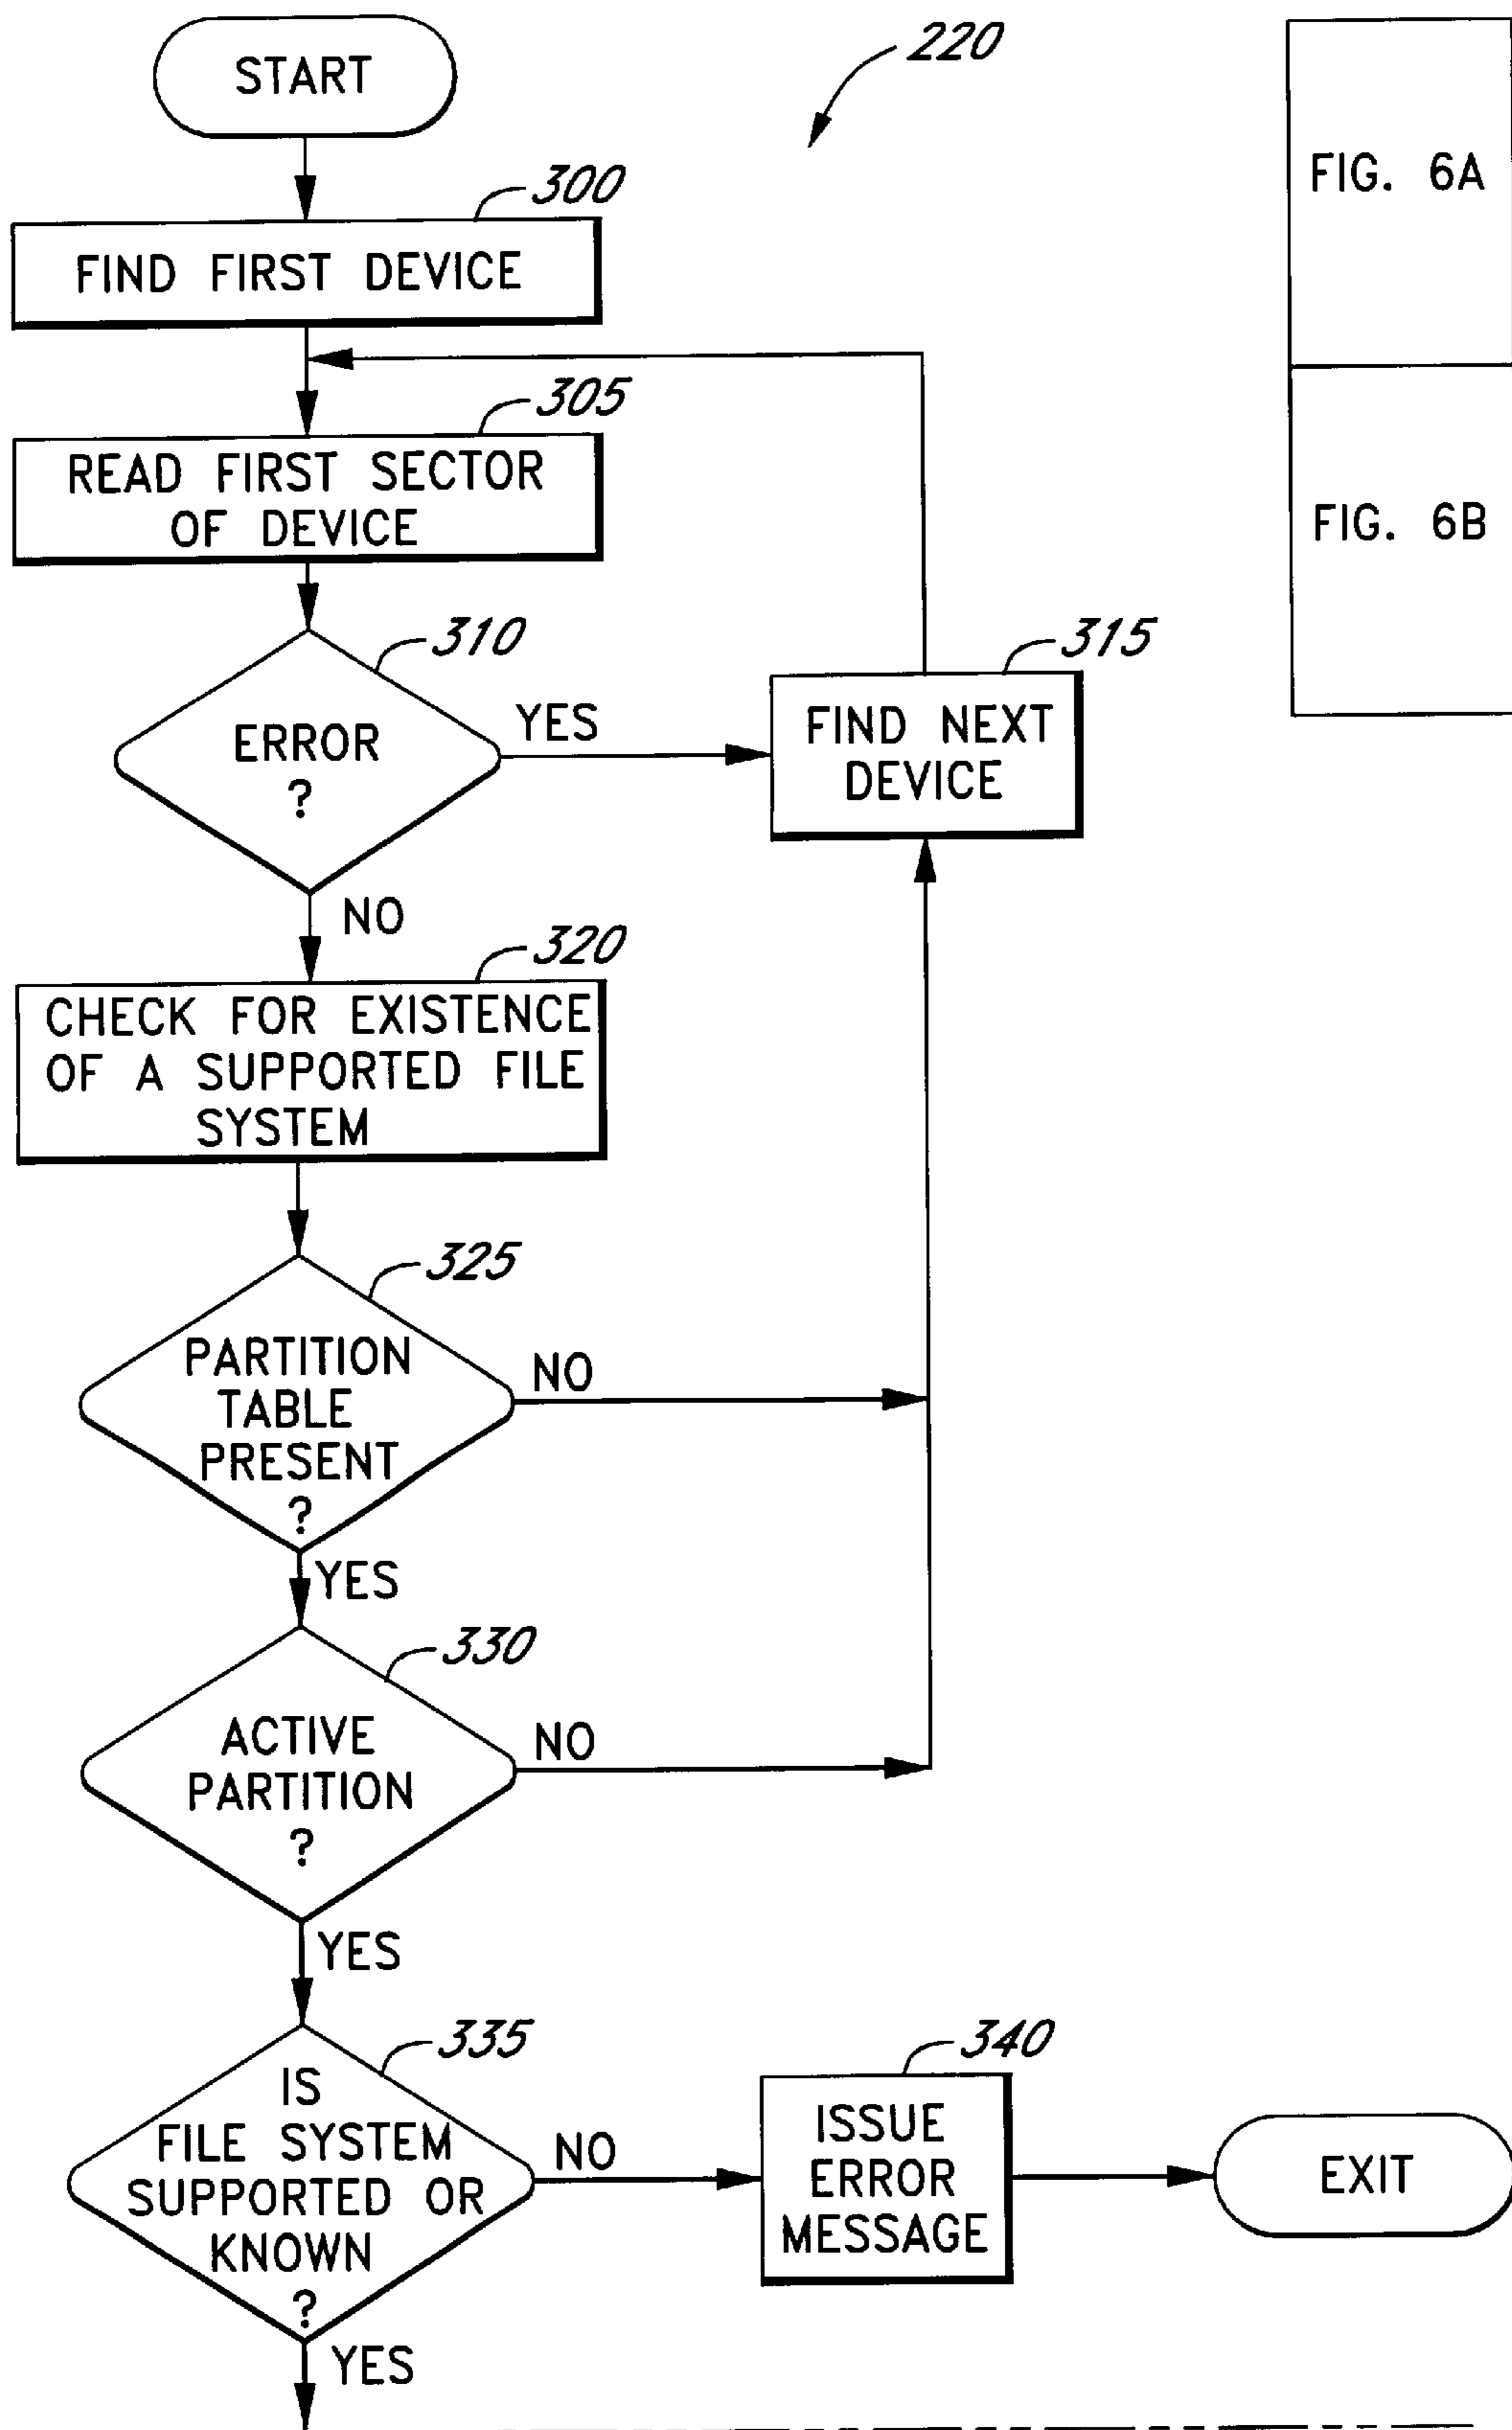 START
220
FIG. 6A
300
FIND FIRST DEVICE
305
READ FIRST SECTOR
OF DEVICE
FIG. 6B
310
ERROR
?
YES
315
FIND NEXT
DEVICE
NO
320
CHECK FOR EXISTENCE
OF A SUPPORTED FILE
SYSTEM
325
PARTITION
TABLE
PRESENT
?
NO
YES
330
ACTIVE
PARTITION
?
NO
YES
335
IS
FILE SYSTEM
SUPPORTED OR
KNOWN
?
NO
340
ISSUE
ERROR
MESSAGE
EXIT
YES